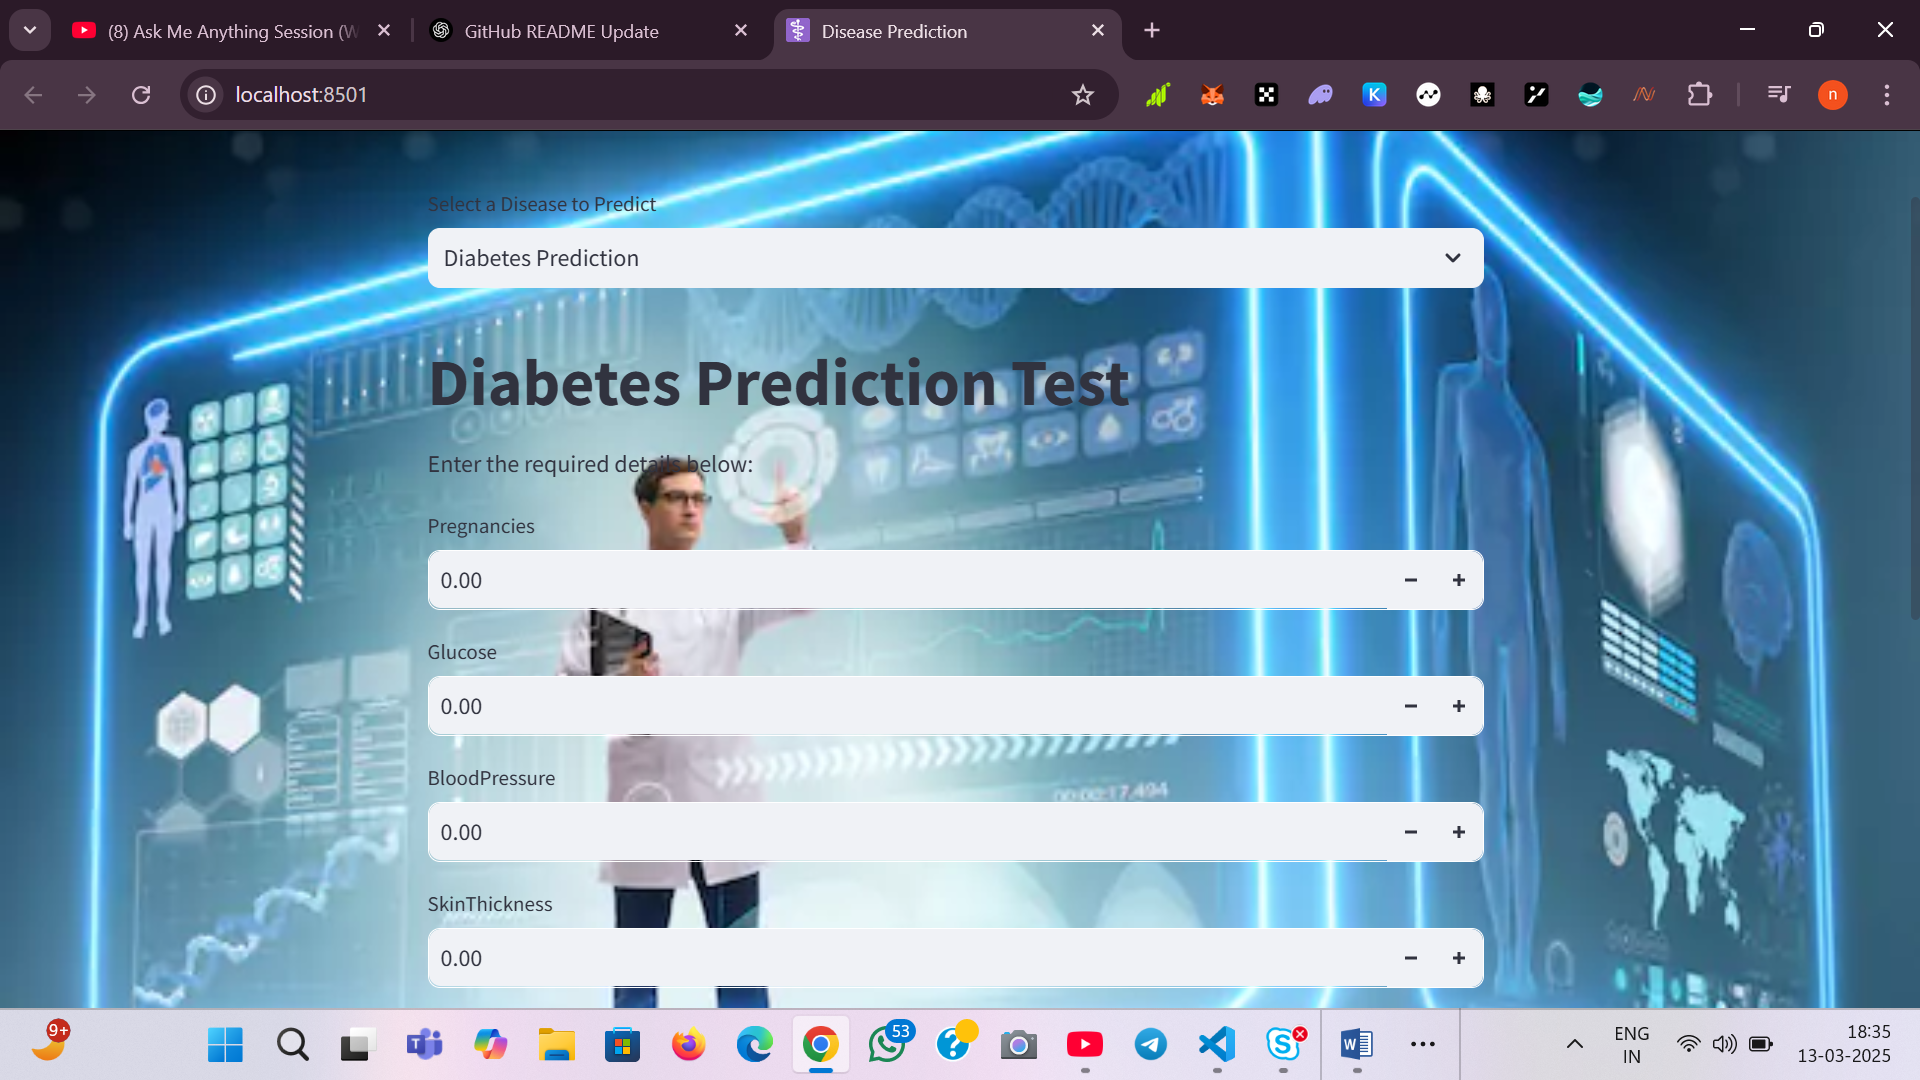 (8) Ask Me Anything Session (W
GitHub README Update
Disease Prediction
localhost:8501
n
Select a Disease to Predict
Diabetes Prediction
Diabetes Prediction Test
Enter the required details below:
Pregnancies
0.00
Glucose
0.00
BloodPressure
0.00
00:00:17,494
SkinThickness
0.00
9+
53
ENG
IN
18:35
13-03-2025